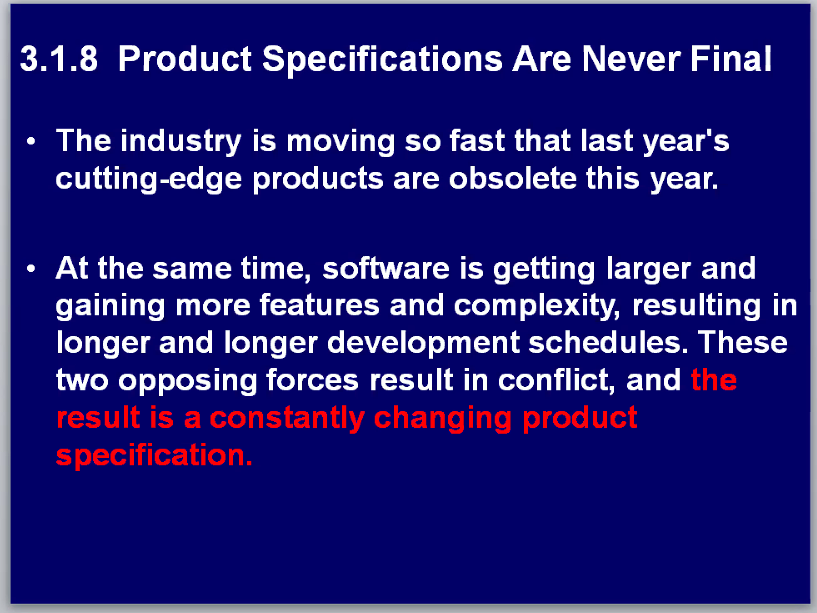 3.1.8 Product Specifications Are Never Final
• The industry is moving so fast that last year's
cutting-edge products are obsolete this year.
• At the same time, software is getting larger and
gaining more features and complexity, resulting in
longer and longer development schedules. These
two opposing forces result in conflict, and the
result is a constantly changing product
specification.